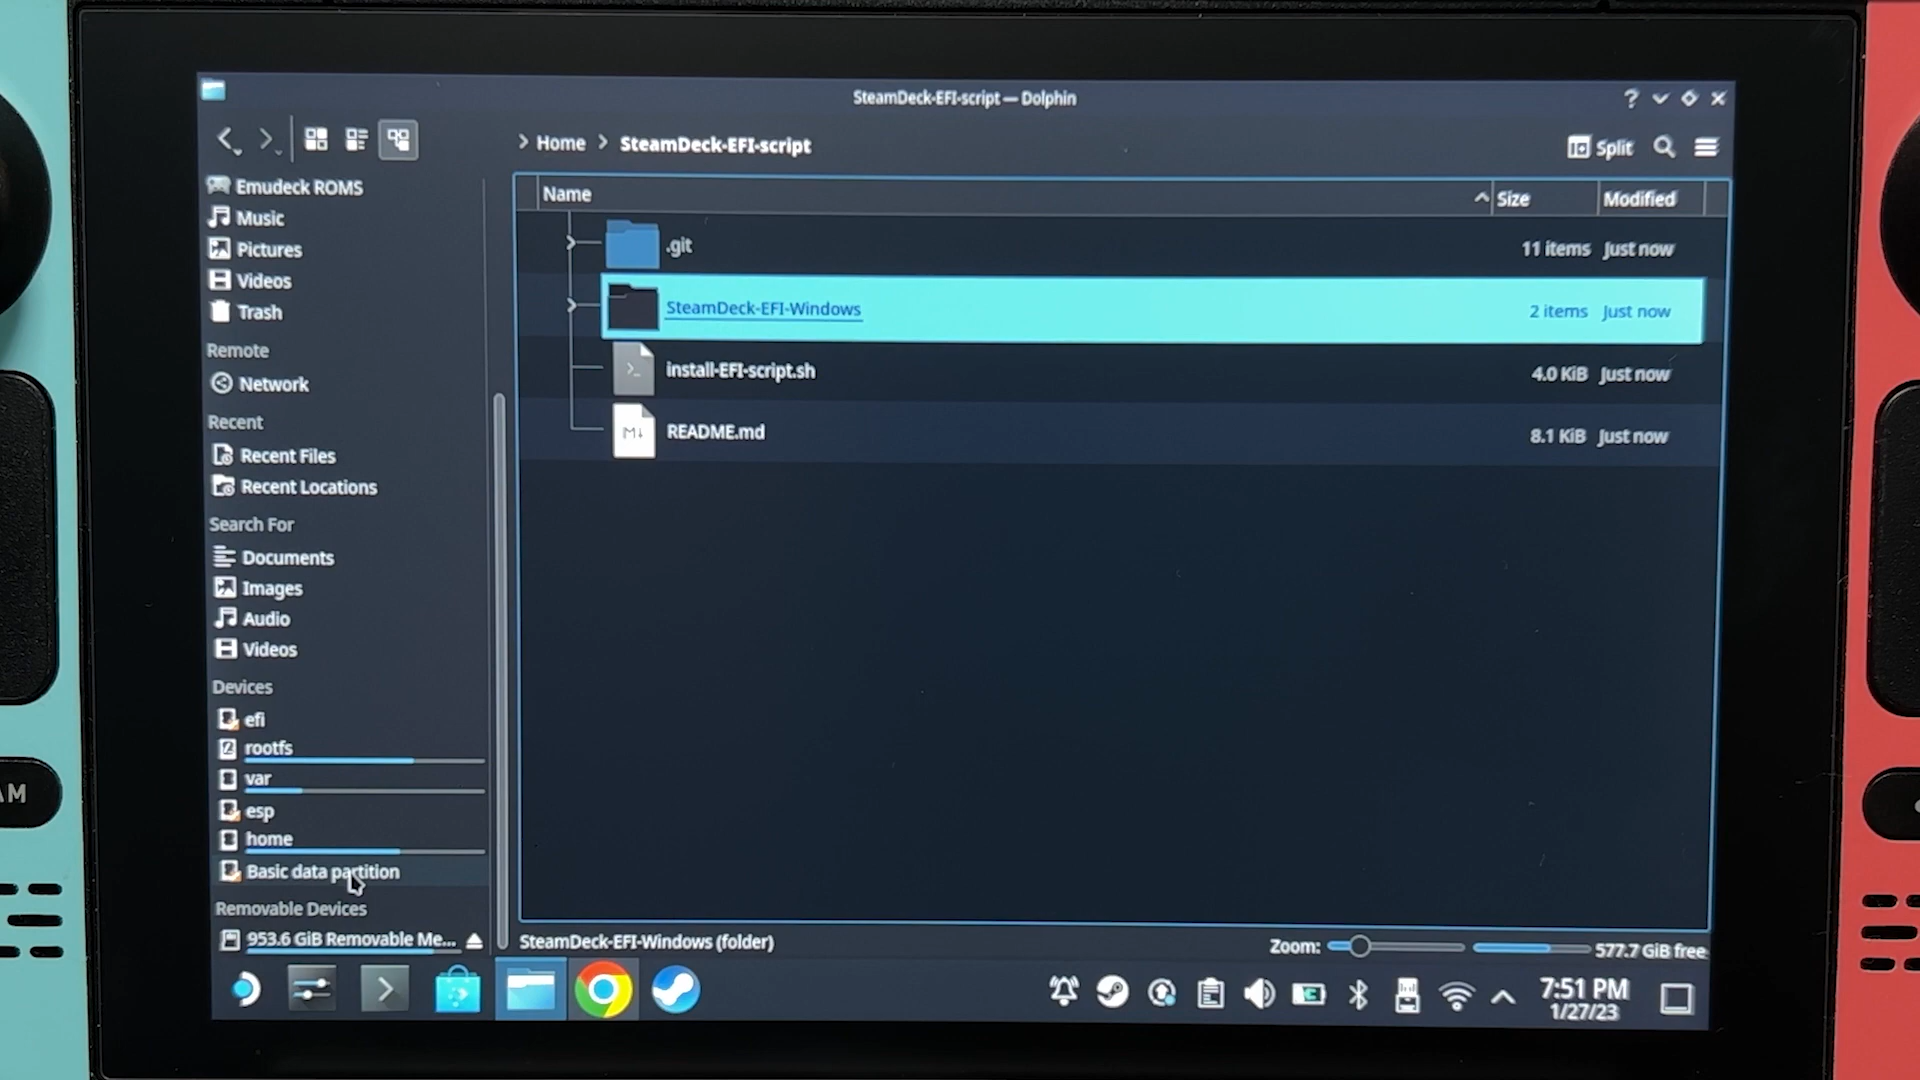 SteamDeck-EFI-script — Dolphin
Home
SteamDeck-EFI-script
Split
Emudeck ROMS
Music
Pictures
Videos
Trash
Remote
Network
Recent
Recent Files
Recent Locations
Search For
Documents
Images
Audio
Videos
Devices
efi
rootfs
var
esp
home
Basic data partition
Removable Devices
953.6 GiB Removable Me...
Name
Size
Modified
.git
11 items
Just now
SteamDeck-EFI-Windows
2 items
Just now
install-EFI-script.sh
4.0 KiB
Just now
README.md
8.1 KiB
Just now
SteamDeck-EFI-Windows (folder)
Zoom:
577.7 GiB free
7:51 PM
1/27/23
AM